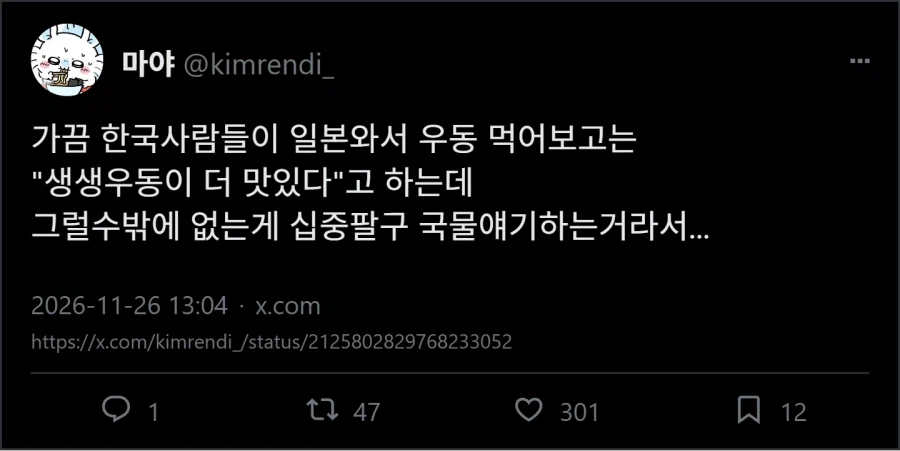 마야 @kimrendi_
가끔 한국사람들이 일본와서 우동 먹어보고는
"생생우동이 더 맛있다"고 하는데
그럴수밖에 없는게 십중팔구 국물얘기하는거라서...
2026-11-26 13:04 · x.com
https://x.com/kimrendi_/status/2125802829768233052
1 47 301 12